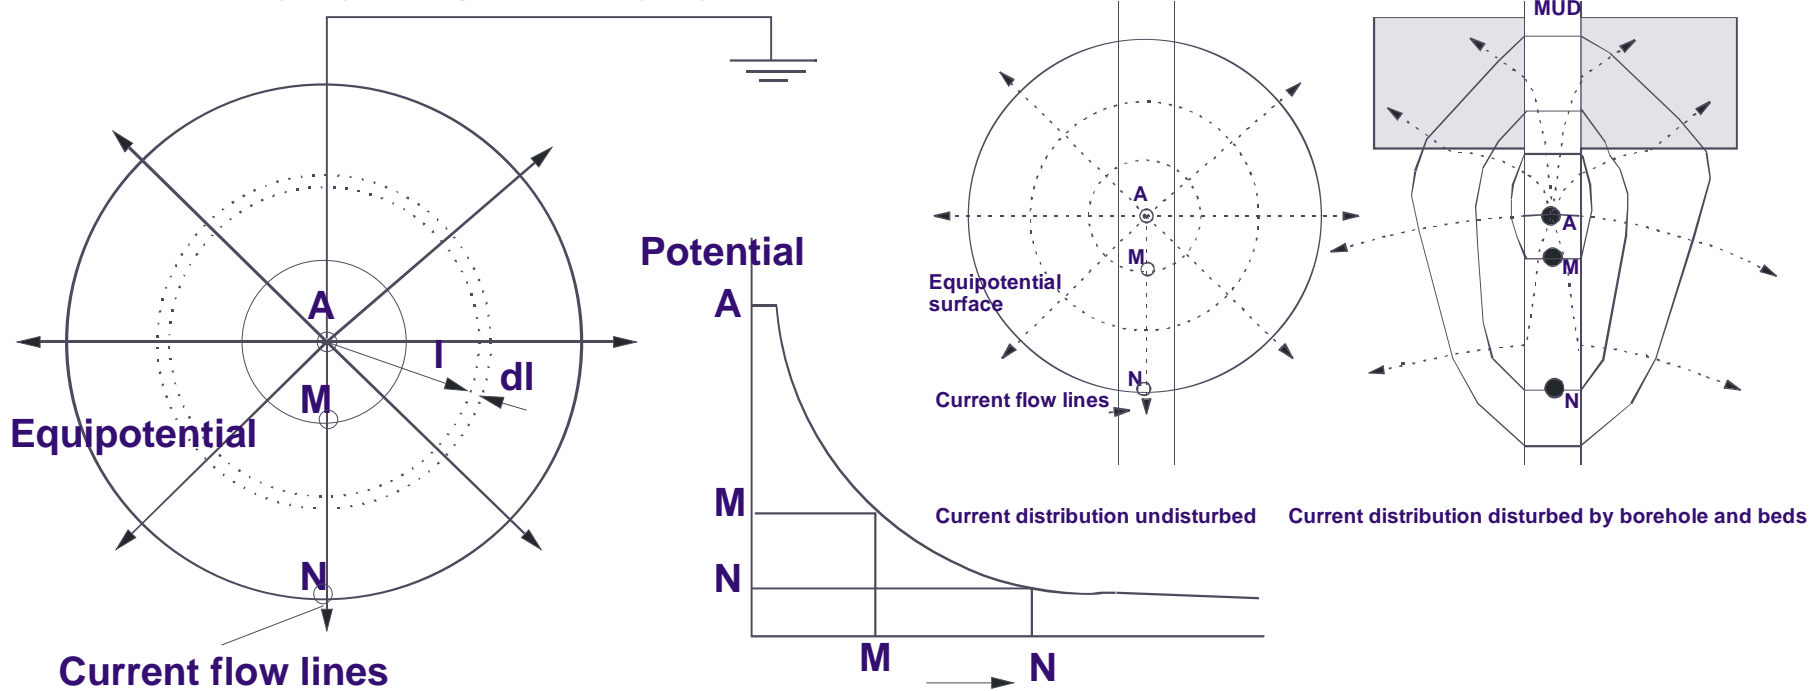 A
l
dl
M
Equipotential
N
Current flow lines
Potential
A
M
N
M
N
A
M
Equipotential
surface
N
Current flow lines
Current distribution undisturbed
MUD
A
M
N
Current distribution disturbed by borehole and beds